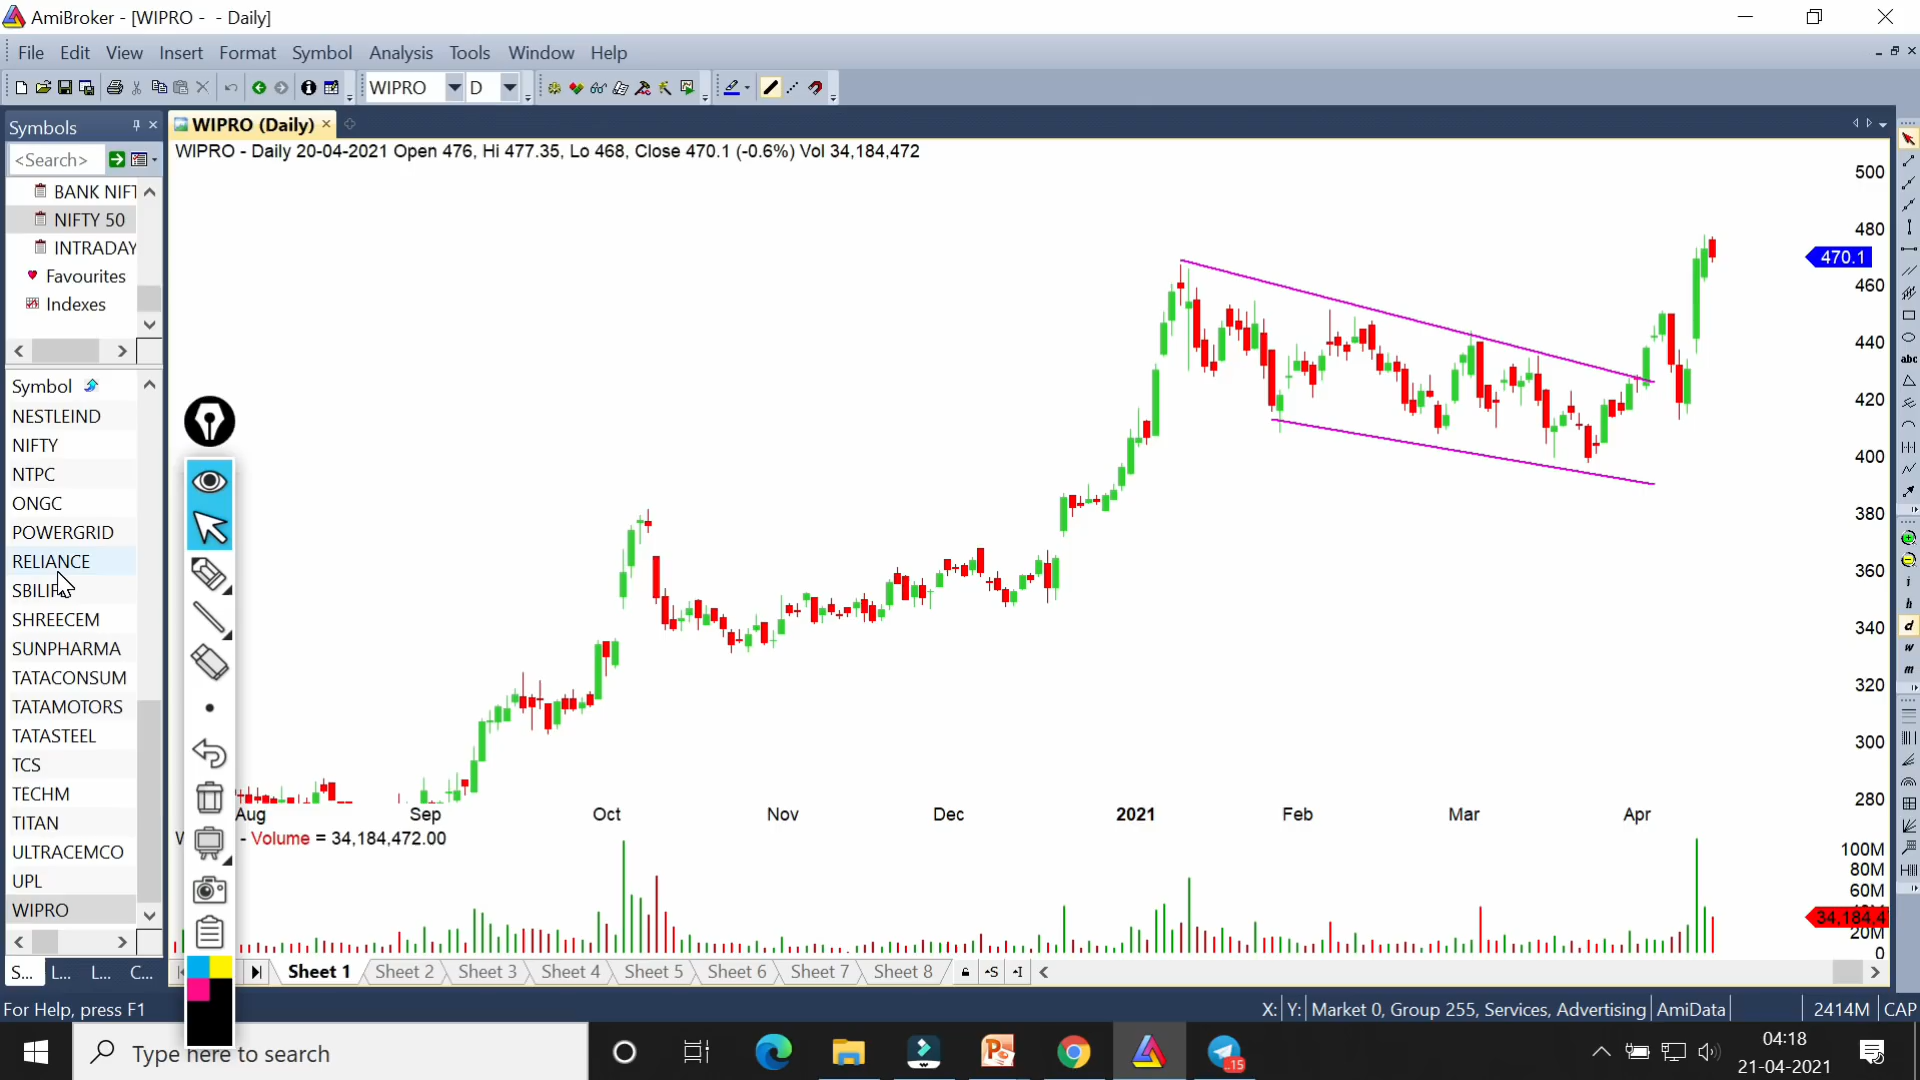 AmiBroker - [WIPRO - - Daily]
File Edit View Insert Format Symbol Analysis Tools Window Help
WIPRO D
Symbols
WIPRO (Daily)
WIPRO - Daily 20-04-2021 Open 476, Hi 477.35, Lo 468, Close 470.1 (-0.6%) Vol 34,184,472
<Search>
BANK NIFT
NIFTY 50
INTRADAY
Favourites
Indexes
Symbol
NESTLEIND
NIFTY
NTPC
ONGC
POWERGRID
RELIANCE
SHREECEM
SUNPHARMA
TATACONSUM
TATAMOTORS
TATASTEEL
TCS
TECHM
TITAN
ULTRACEMCO
UPL
WIPRO
500
480
470.1
460
440
420
400
380
360
340
320
300
280
Aug Sep Oct Nov Dec 2021 Feb Mar Apr
- Volume = 34,184,472.00
100M
80M
60M
34,184,4
20M
0
abc
i
h
d
w
m
S... L... L... C...
Sheet 1 Sheet 2 Sheet 3 Sheet 4 Sheet 5 Sheet 6 Sheet 7 Sheet 8
For Help, press F1
X: Y: Market 0, Group 255, Services, Advertising AmiData 2414M CAP
Type here to search
15
04:18
21-04-2021